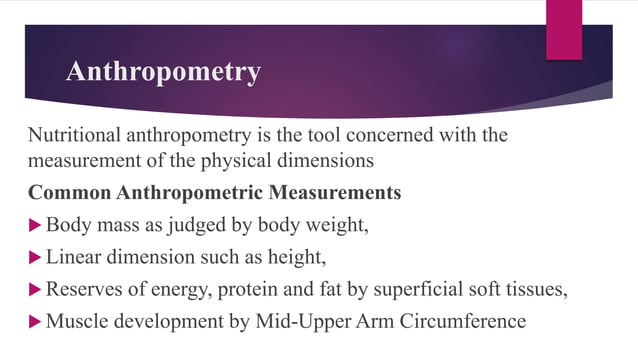 Anthropometry
Nutritional anthropometry is the tool concerned with the
measurement of the physical dimensions
Common Anthropometric Measurements
Body mass as judged by body weight,
Linear dimension such as height,
Reserves of energy, protein and fat by superficial soft tissues,
Muscle development by Mid-Upper Arm Circumference